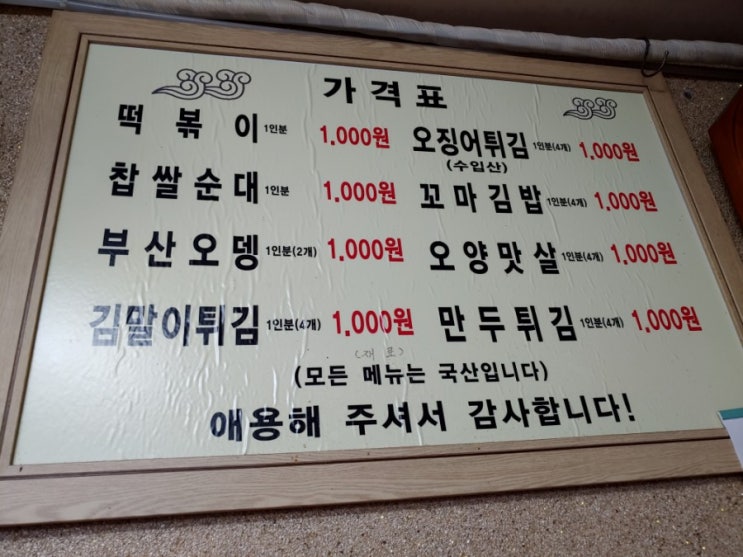 가격표
떡볶이 1인분 1,000원
찹쌀순대 1인분 1,000원
부산오뎅 1인분(2개) 1,000원
김말이튀김 1인분(4개) 1,000원
오징어튀김 1인분(4개) 1,000원
(수입산)
꼬마김밥 1인분(4개) 1,000원
오양맛살 1인분(4개) 1,000원
만두튀김 1인분(4개) 1,000원
(재료)
(모든 메뉴는 국산입니다)
애용해 주셔서 감사합니다!